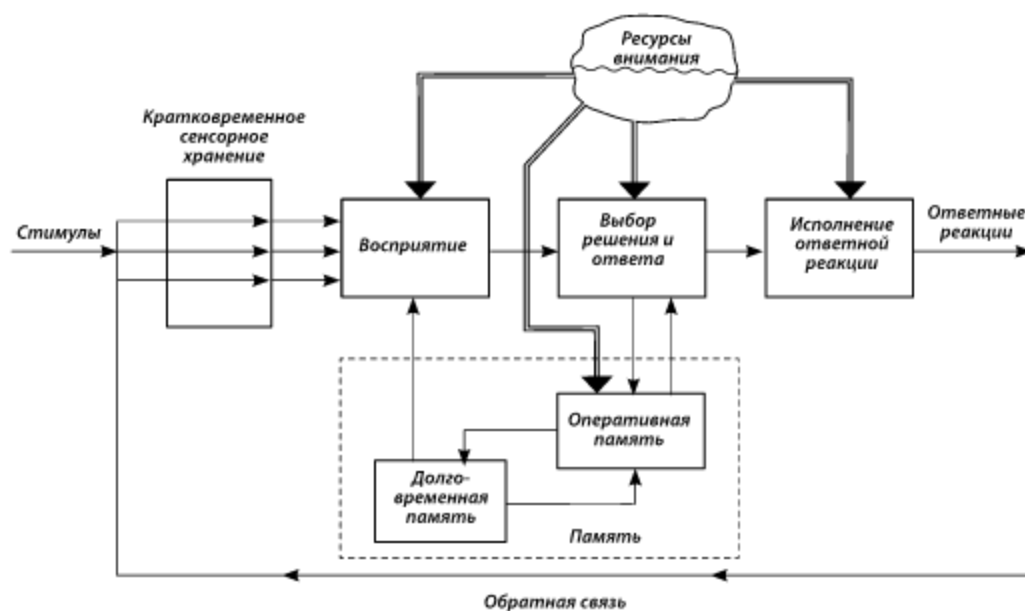 Ресурсы
внимания
Кратковременное
сенсорное
хранение
Стимулы
Восприятие
Выбор
решения и
ответа
Исполнение
ответной
реакции
Ответные
реакции
Оперативная
память
Долго-
временная
память
Память
Обратная связь